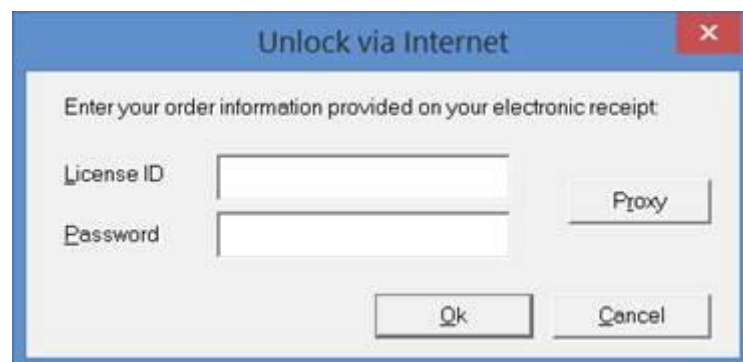 Unlock via Internet
Enter your order information provided on your electronic receipt:
License ID
Proxy
Password
Ok
Cancel